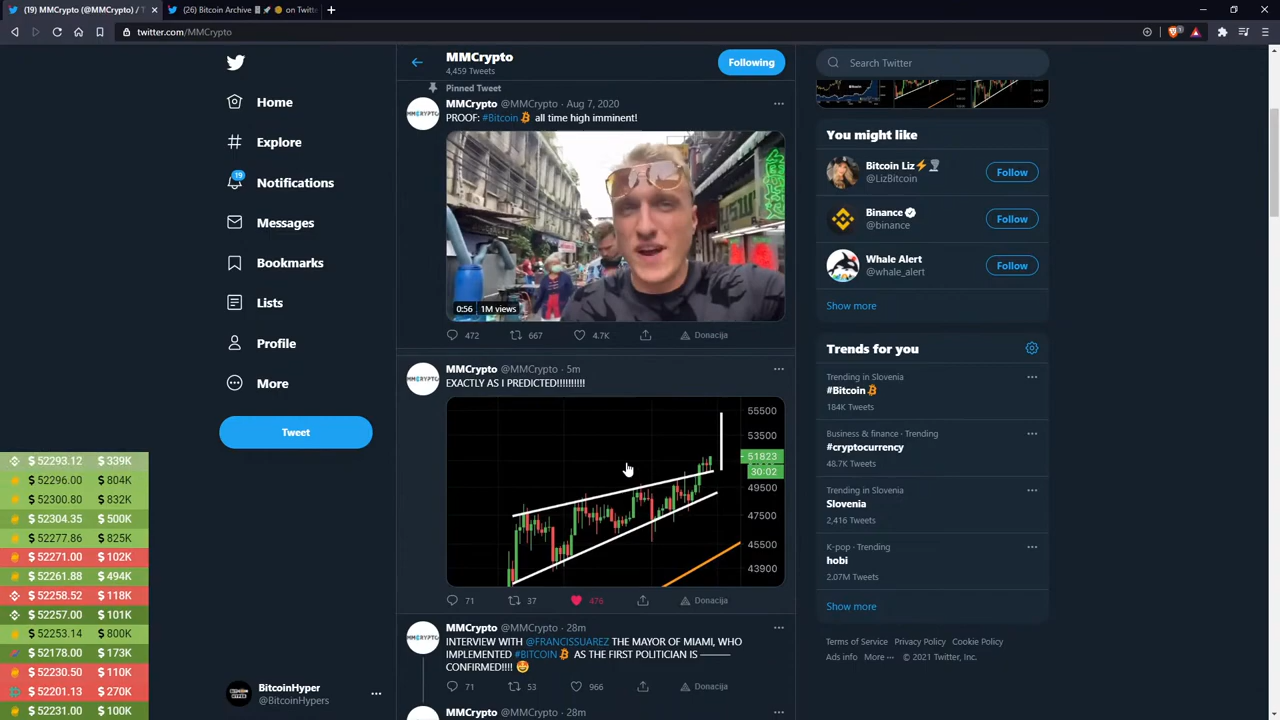 (19) MMCrypto (@MMCrypto) / T
(26) Bitcoin Archive on Twitt
twitter.com/MMCrypto
MMCrypto
4,459 Tweets
Following
Pinned Tweet
MMCrypto @MMCrypto · Aug 7, 2020
PROOF: #Bitcoin all time high imminent!
0:56 1M views
472 667 4.7K Donacija
MMCrypto @MMCrypto · 5m
EXACTLY AS I PREDICTED!!!!!!!!!!
55500
53500
51823
30:02
49500
47500
45500
43900
71 37 476 Donacija
MMCrypto @MMCrypto · 28m
INTERVIEW WITH @FRANCISSUAREZ THE MAYOR OF MIAMI, WHO
IMPLEMENTED #BITCOIN AS THE FIRST POLITICIAN IS ———
CONFIRMED!!!!
71 53 966 Donacija
MMCrypto @MMCrypto · 28m
Home
Explore
19
Notifications
Messages
Bookmarks
Lists
Profile
More
Tweet
BitcoinHyper
@BitcoinHypers
$ 52293.12 $ 339K
$ 52296.00 $ 804K
$ 52300.80 $ 832K
$ 52304.35 $ 500K
$ 52277.86 $ 825K
$ 52271.00 $ 102K
$ 52261.88 $ 494K
$ 52258.52 $ 118K
$ 52257.00 $ 101K
$ 52253.14 $ 800K
$ 52178.00 $ 173K
$ 52230.50 $ 110K
$ 52201.13 $ 270K
$ 52231.00 $ 100K
Search Twitter
You might like
Bitcoin Liz
@LizBitcoin
Follow
Binance
@binance
Follow
Whale Alert
@whale_alert
Follow
Show more
Trends for you
Trending in Slovenia
#Bitcoin
184K Tweets
Business & finance · Trending
#cryptocurrency
48.7K Tweets
Trending in Slovenia
Slovenia
2,416 Tweets
K-pop · Trending
hobi
2.07M Tweets
Show more
Terms of Service Privacy Policy Cookie Policy
Ads info More ··· © 2021 Twitter, Inc.